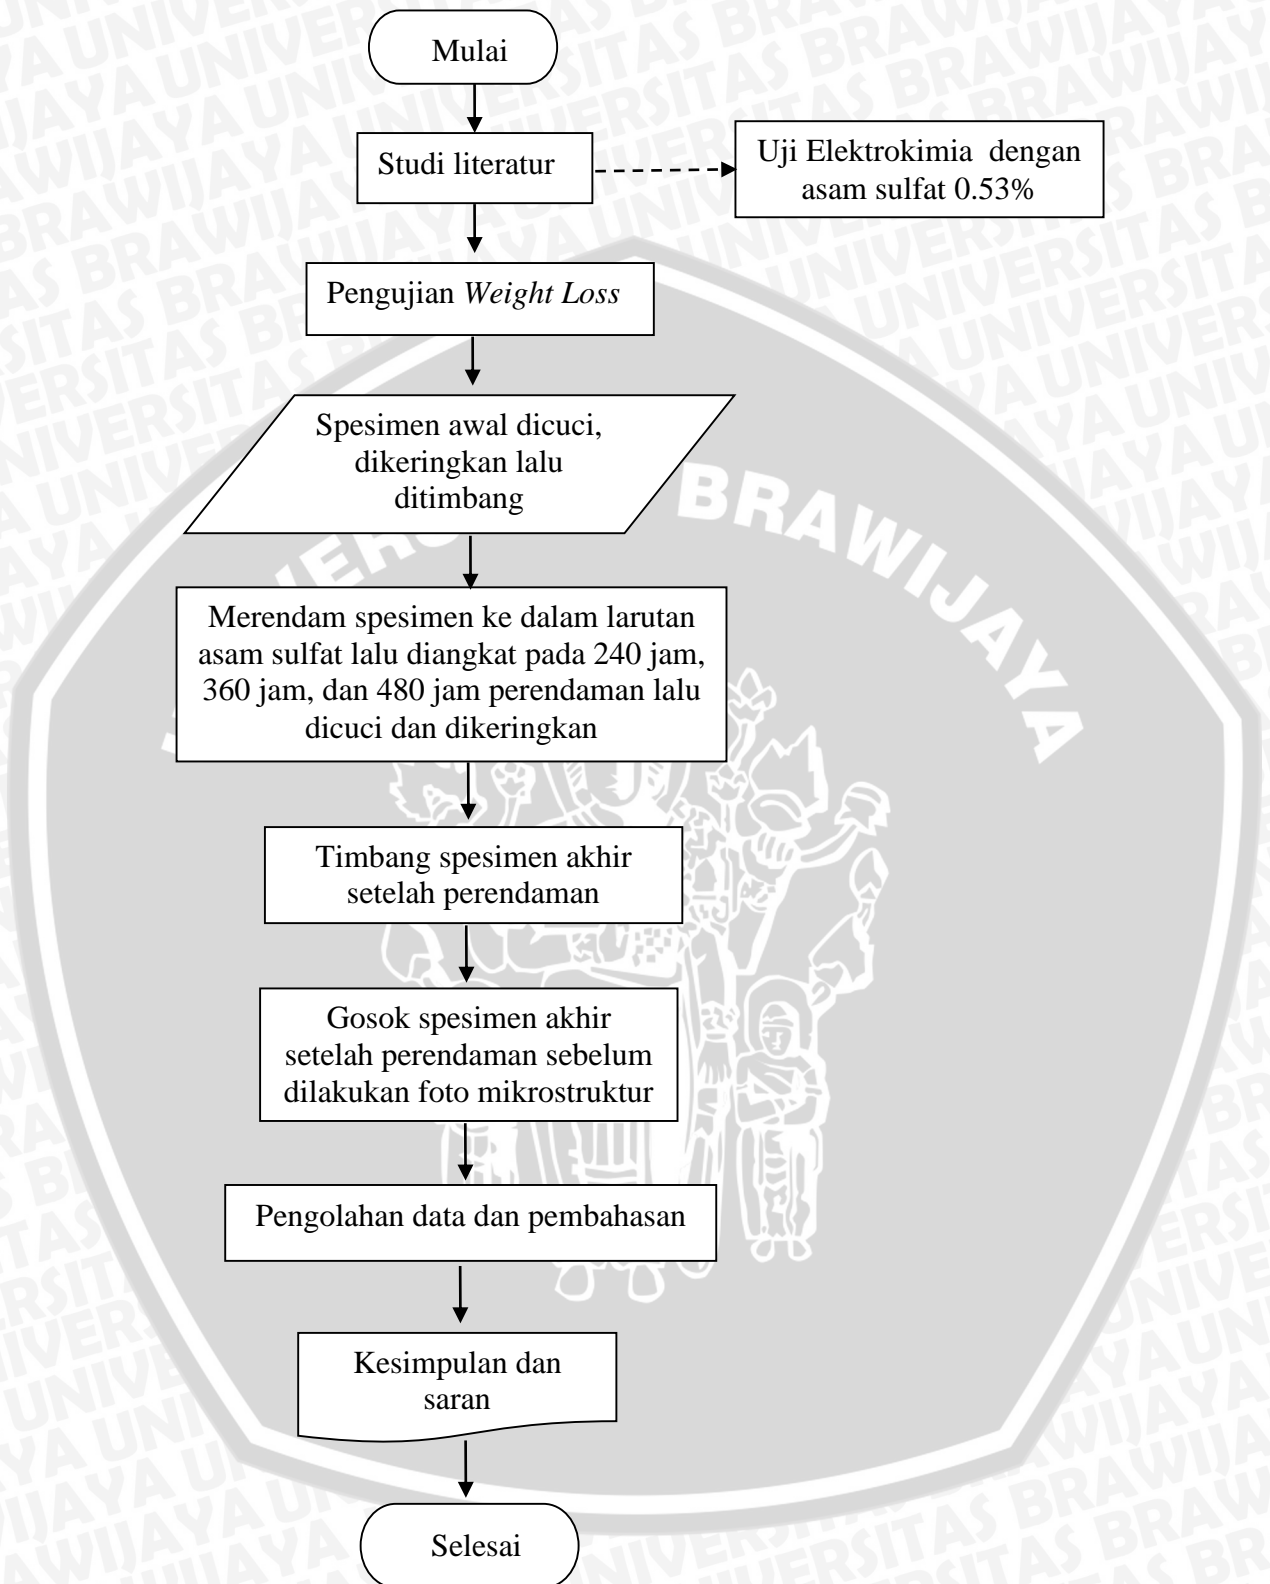 Mulai
Studi literatur
Uji Elektrokimia dengan
asam sulfat 0.53%
Pengujian Weight Loss
Spesimen awal dicuci,
dikeringkan lalu
ditimbang
BRAWIJAYA
Merendam spesimen ke dalam larutan
asam sulfat lalu diangkat pada 240 jam,
360 jam, dan 480 jam perendaman lalu
dicuci dan dikeringkan
Timbang spesimen akhir
setelah perendaman
Gosok spesimen akhir
setelah perendaman sebelum
dilakukan foto mikrostruktur
Pengolahan data dan pembahasan
Kesimpulan dan
saran
Selesai